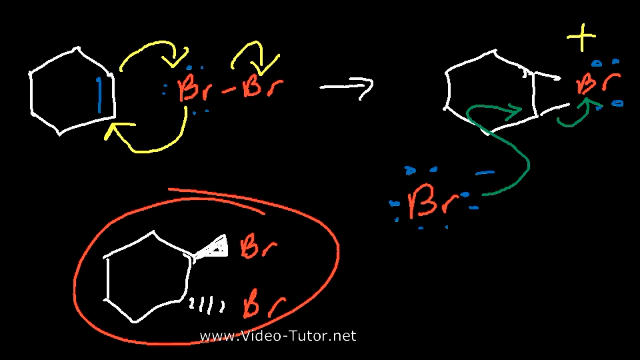 Br - Br → Br +
Br -
Br
Br
www.Video-Tutor.net